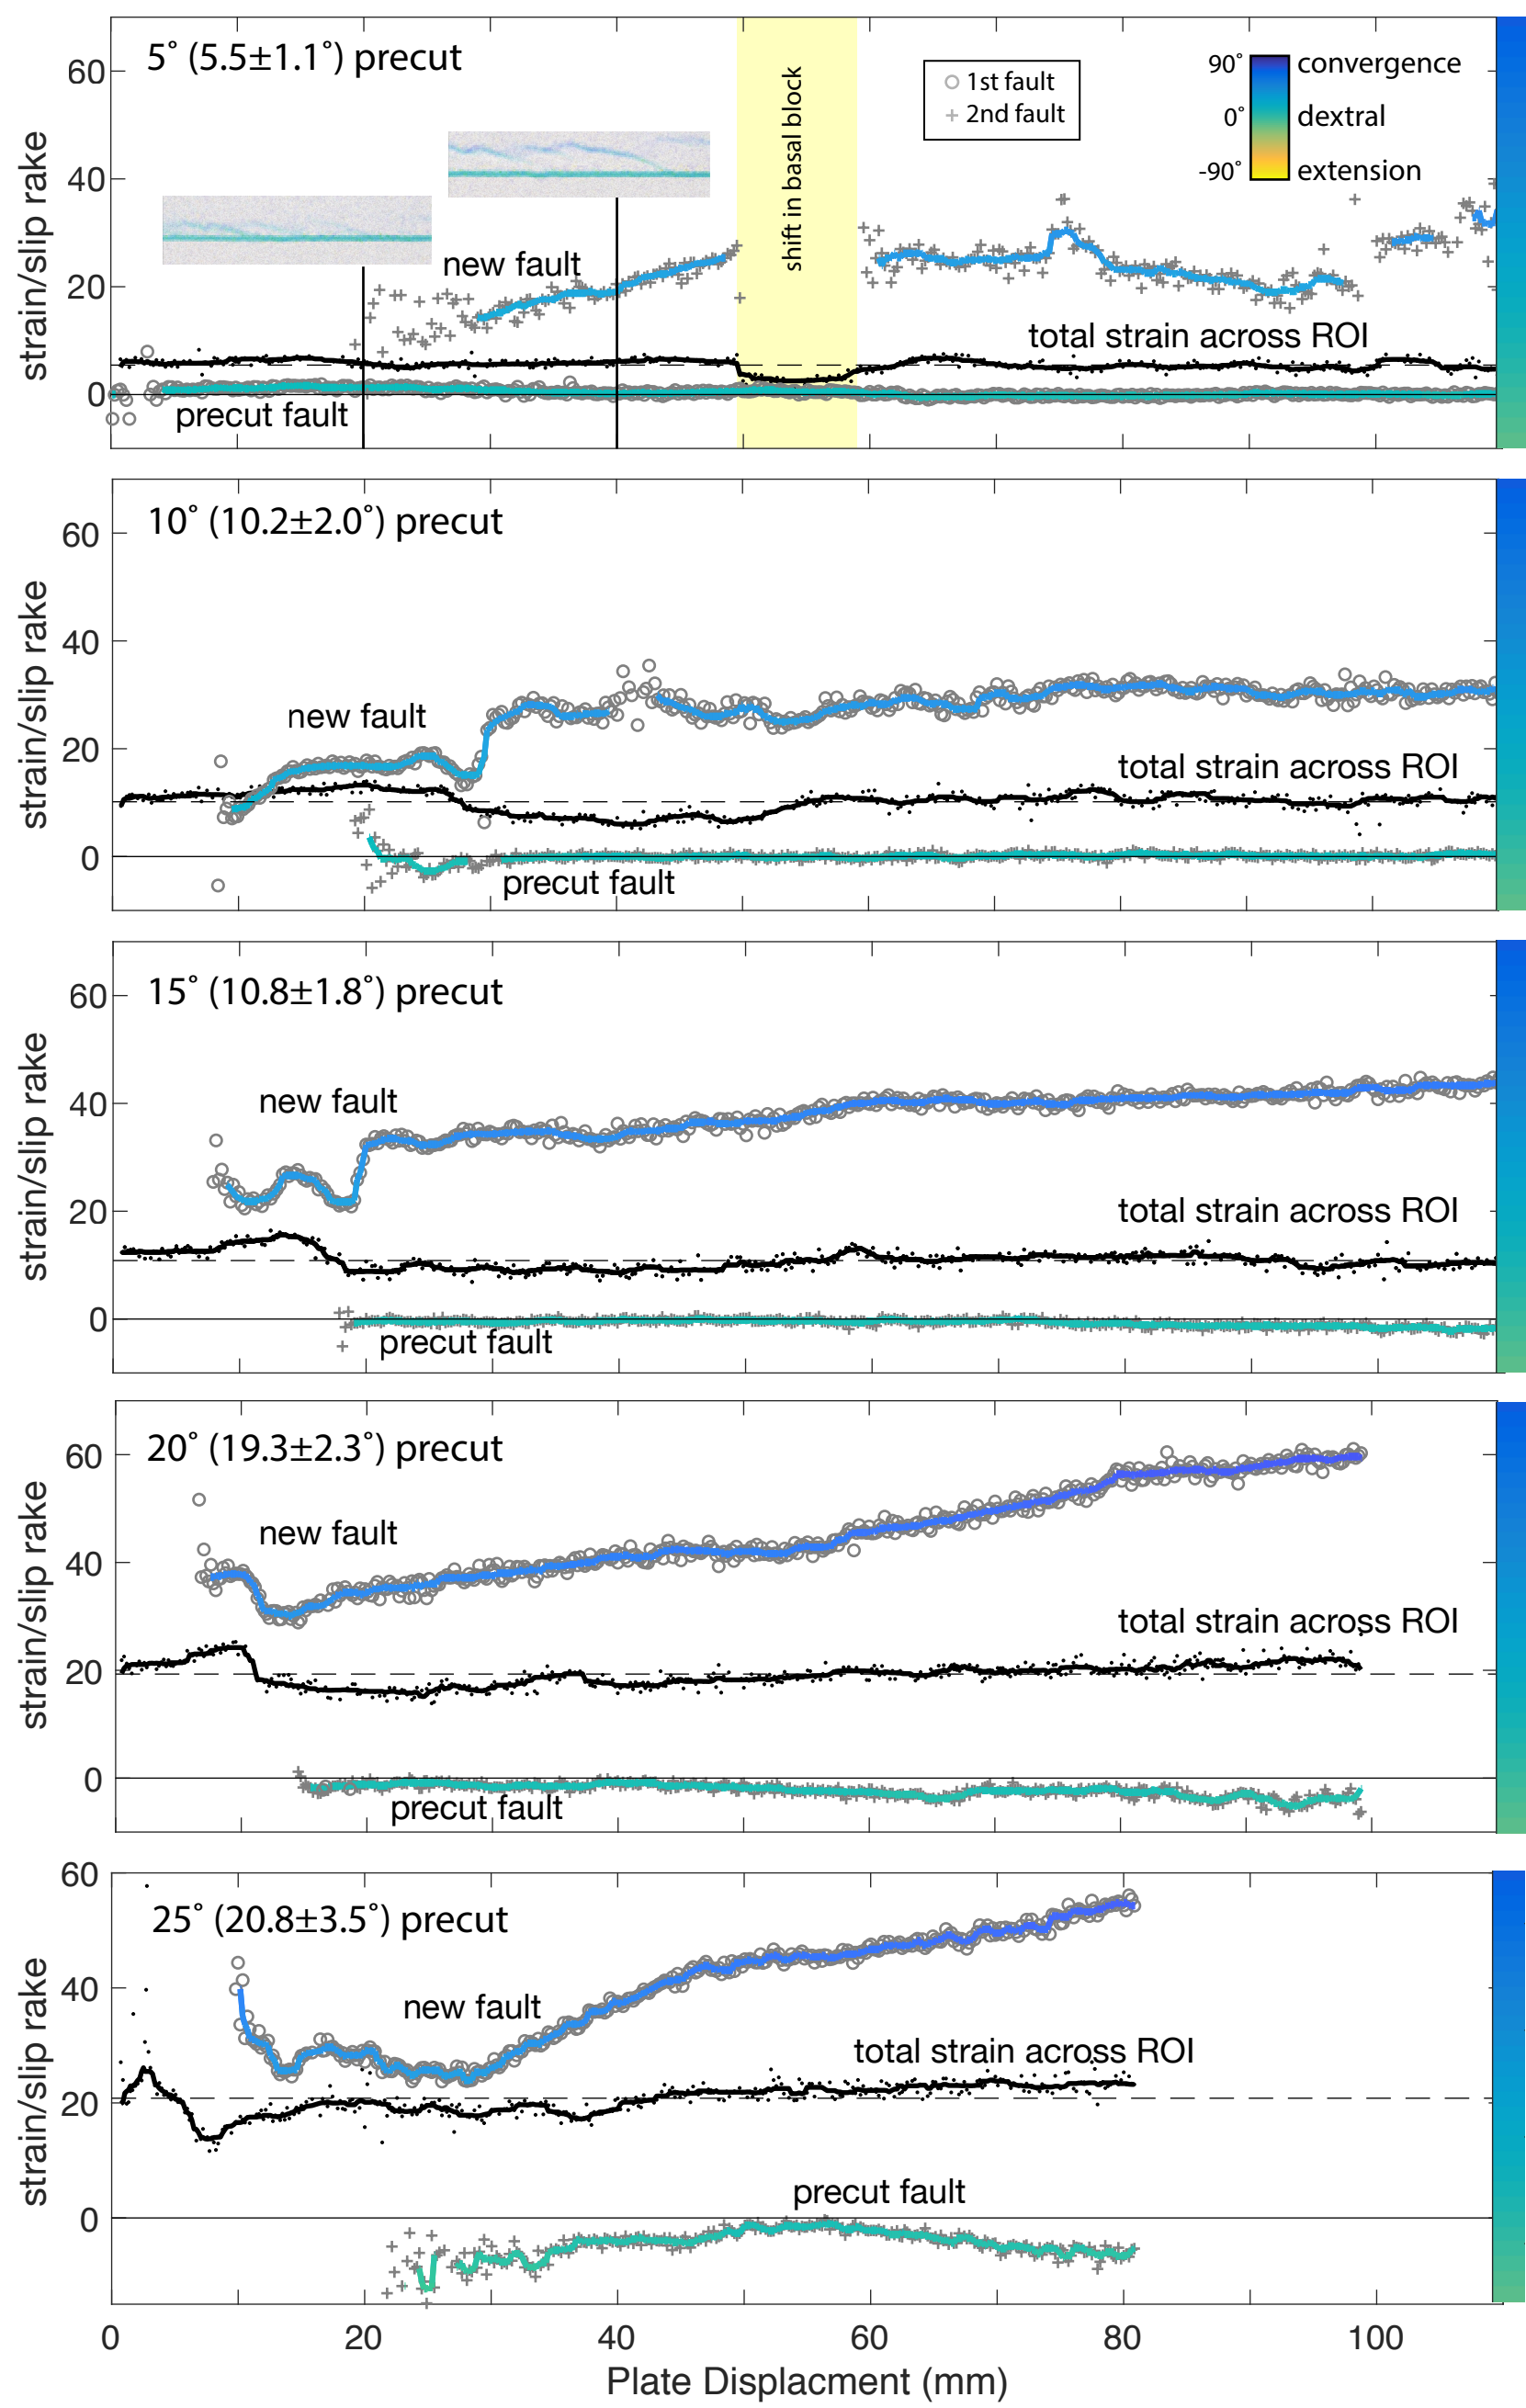 5˚ (5.5±1.1˚) precut
60
40
20
0
strain/slip rake
shift in basal block
1st fault
2nd fault
90˚ convergence
0˚ dextral
-90˚ extension
new fault
total strain across ROI
precut fault
10˚ (10.2±2.0˚) precut
60
40
20
0
strain/slip rake
new fault
total strain across ROI
precut fault
15˚ (10.8±1.8˚) precut
60
40
20
0
strain/slip rake
new fault
total strain across ROI
precut fault
20˚ (19.3±2.3˚) precut
60
40
20
0
strain/slip rake
new fault
total strain across ROI
precut fault
25˚ (20.8±3.5˚) precut
60
40
20
0
strain/slip rake
new fault
total strain across ROI
precut fault
0 20 40 60 80 100
Plate Displacment (mm)